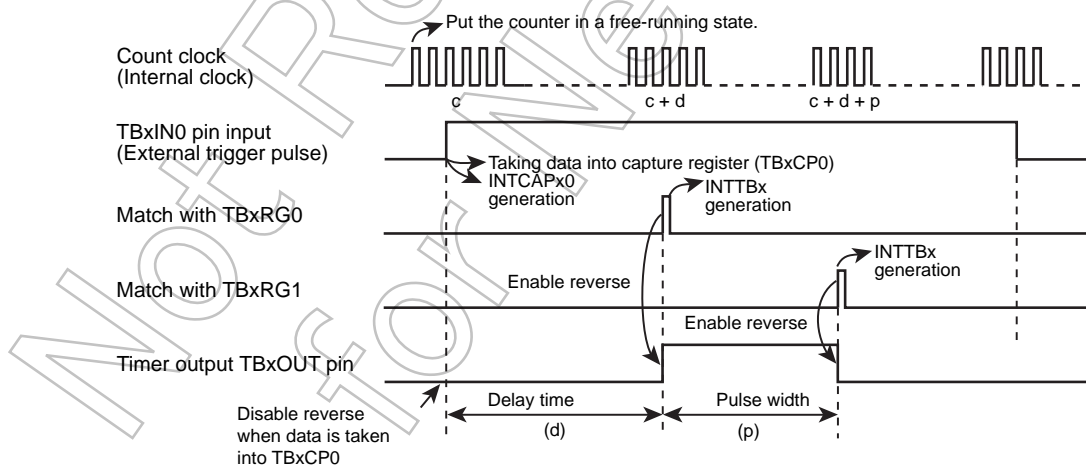 Put the counter in a free-running state.
Count clock
(Internal clock)
c
c + d
c + d + p
TBxIN0 pin input
(External trigger pulse)
Taking data into capture register (TBxCP0)
INTCAPx0
generation
INTTBx
generation
Match with TBxRG0
INTTBx
generation
Enable reverse
Match with TBxRG1
Enable reverse
Timer output TBxOUT pin
Disable reverse
when data is taken
into TBxCP0
Delay time
(d)
Pulse width
(p)